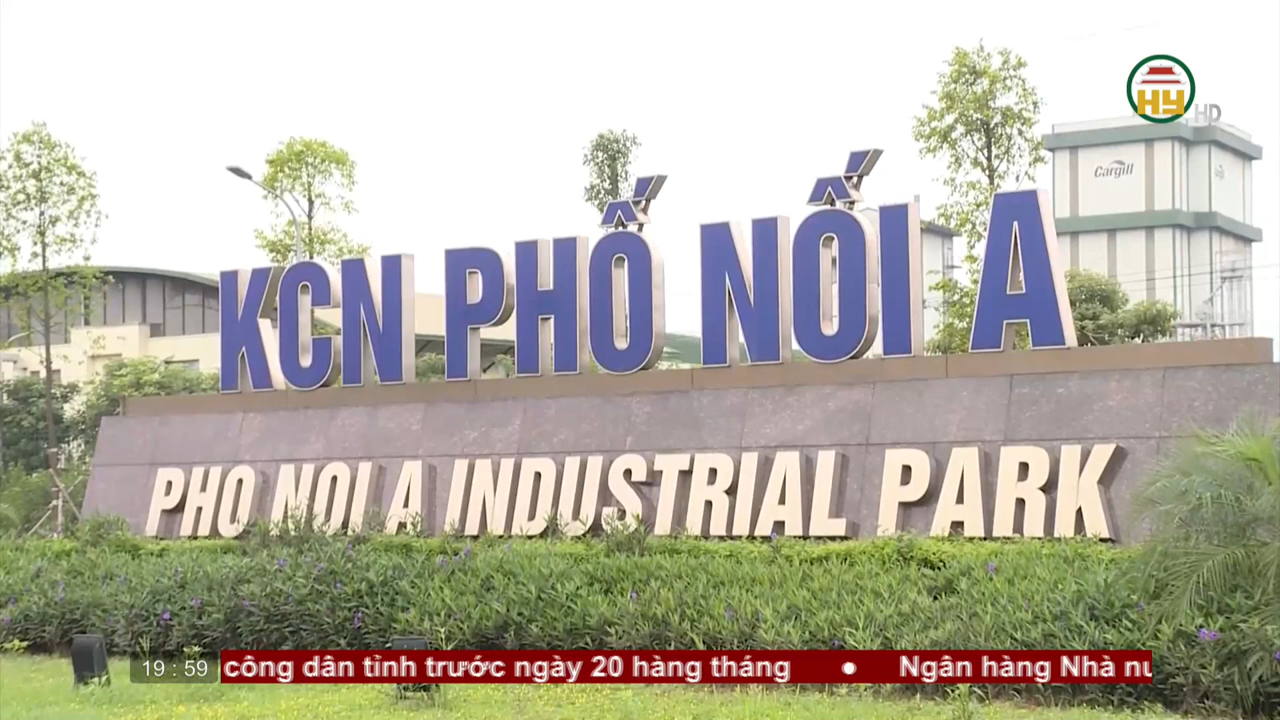 HY HD
Cargill
KCN PHỐ NỐI A
PHO NOI A INDUSTRIAL PARK
19 : 59
công dân tỉnh trước ngày 20 hàng tháng • Ngân hàng Nhà